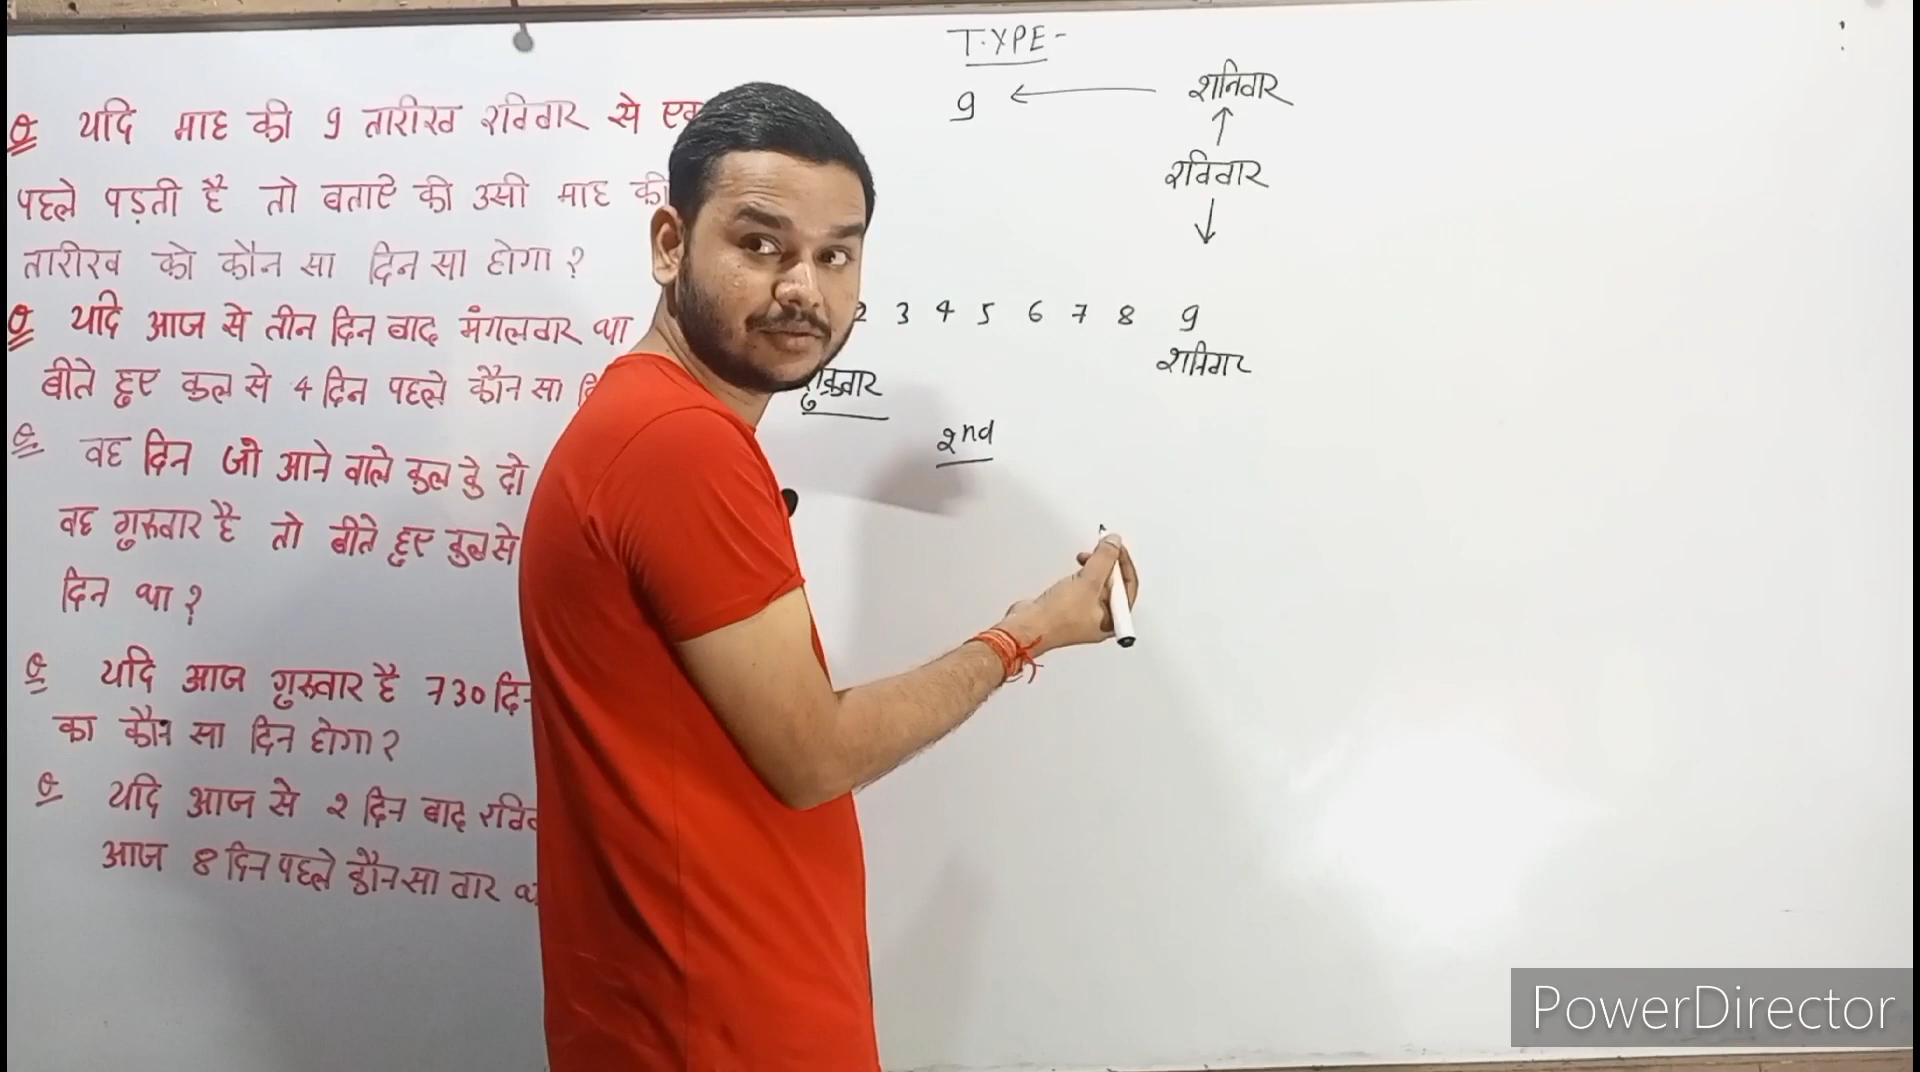 Q यदि माह की 9 तारीख रविवार से एक
पहले पड़ती है तो बताऐ की उसी माह की
तारीख को कौन सा दिन सा होगा ?
Q यदि आज से तीन दिन बाद मंगलवार था
बीते हुए कल से 4 दिन पहले कौन सा दि
Q वह दिन जो आने वाले कल के दो
वह गुरुवार है तो बीते हुए कल से
दिन था ?
Q यदि आज गुरुवार है 730 दिन
का कौन सा दिन होगा ?
Q यदि आज से 2 दिन बाद रवि
आज 8 दिन पहले कौन सा वार था
TYPE-
9 ← शनिवार
↑
रविवार
↓
2 3 4 5 6 7 8 9
शनिवार
शुक्रवार
2nd
PowerDirector